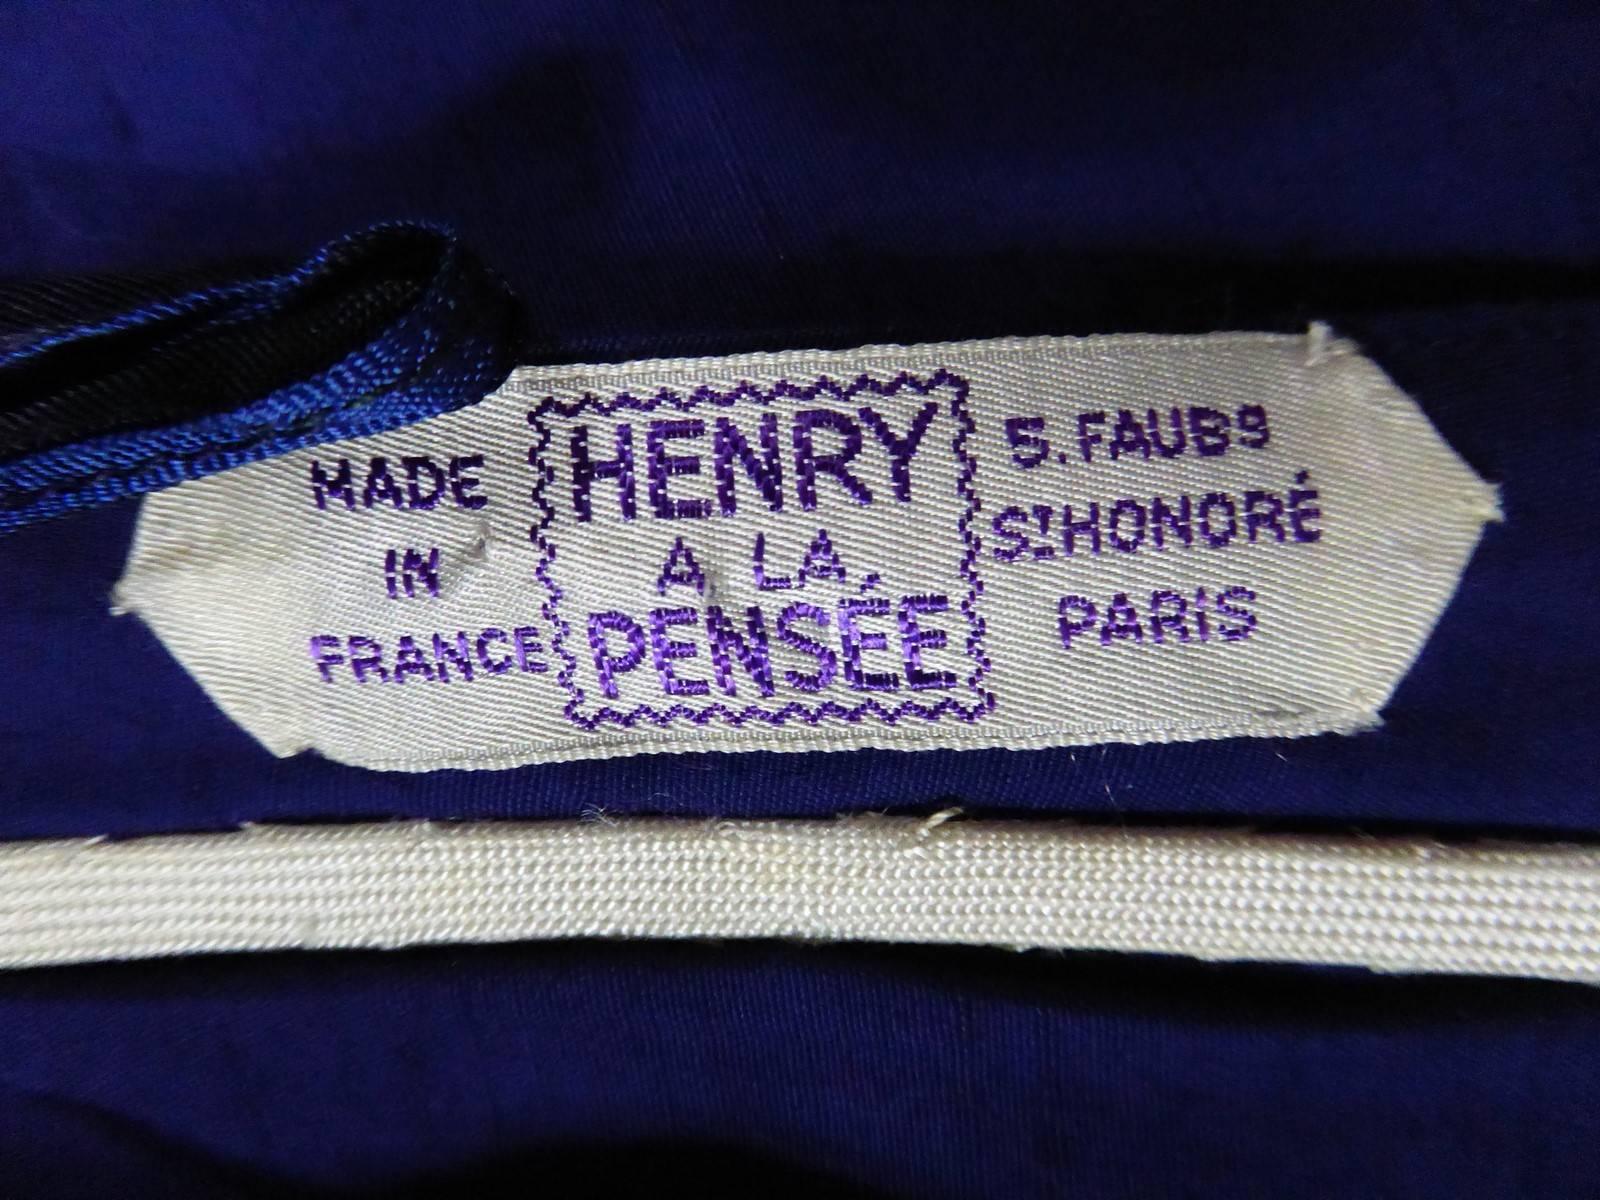 MADE
IN
FRANCE
HENRY
A LA
PENSÉE
5. FAUBG
ST HONORÉ
PARIS